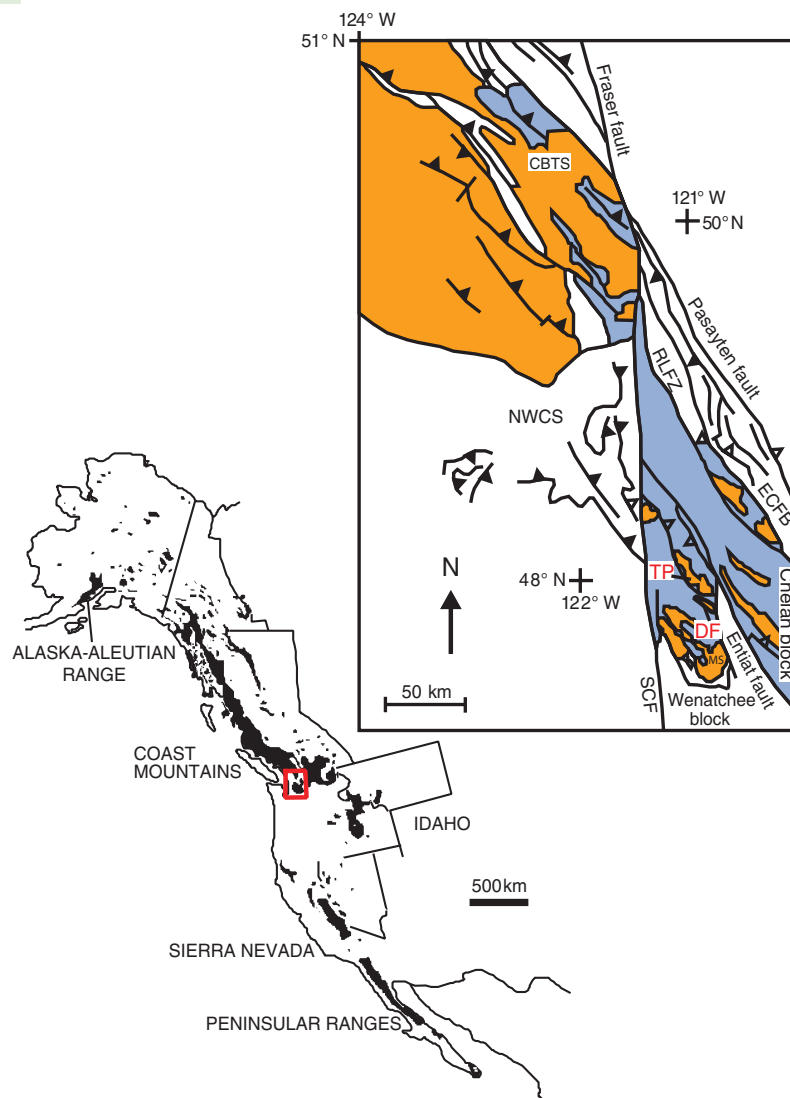 124° W
51° N
Fraser fault
CBTS
121° W
50° N
Pasayten fault
RLFZ
NWCS
ECFB
N
48° N
122° W
TP
DF
MS
Chelan block
Entiat fault
SCF
Wenatchee
block
50 km
ALASKA-ALEUTIAN
RANGE
COAST
MOUNTAINS
IDAHO
500km
SIERRA NEVADA
PENINSULAR RANGES